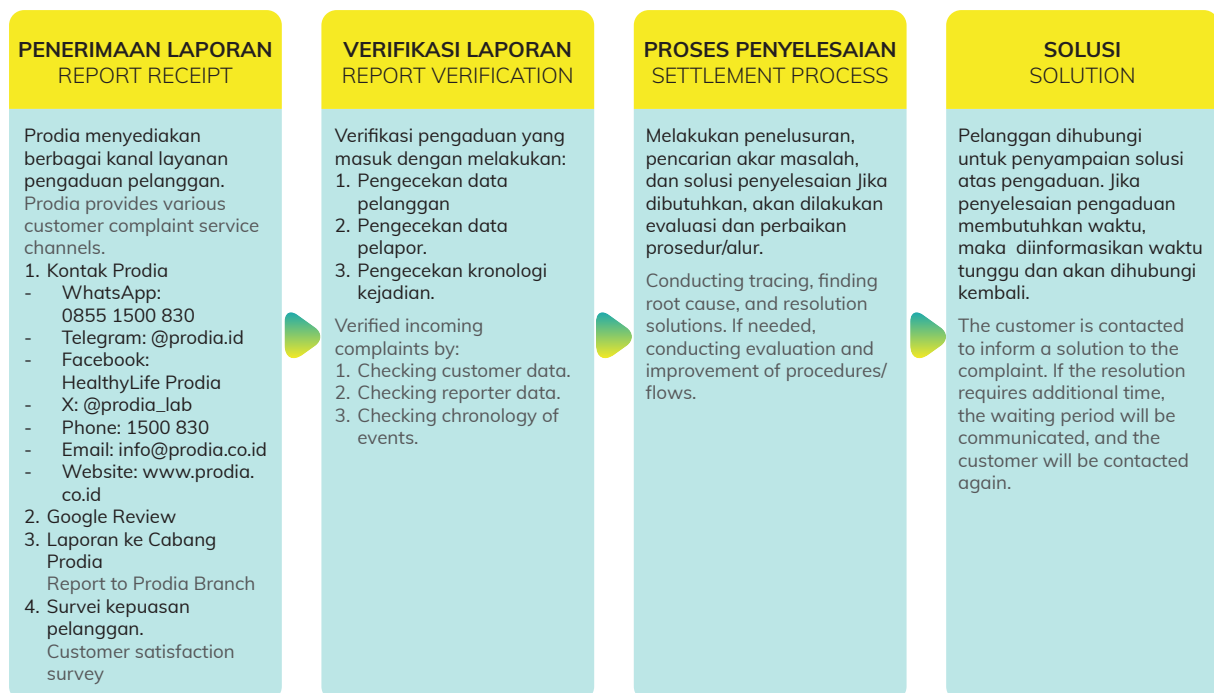 PENERIMAAN LAPORAN
REPORT RECEIPT
Prodia menyediakan
berbagai kanal layanan
pengaduan pelanggan.
Prodia provides various
customer complaint service
channels.
1. Kontak Prodia
- WhatsApp:
0855 1500 830
- Telegram: @prodia.id
- Facebook:
HealthyLife Prodia
- X: @prodia_lab
- Phone: 1500 830
- Email: info@prodia.co.id
- Website: www.prodia.
co.id
2. Google Review
3. Laporan ke Cabang
Prodia
Report to Prodia Branch
4. Survei kepuasan
pelanggan.
Customer satisfaction
survey
VERIFIKASI LAPORAN
REPORT VERIFICATION
Verifikasi pengaduan yang
masuk dengan melakukan:
1. Pengecekan data
pelanggan
2. Pengecekan data
pelapor.
3. Pengecekan kronologi
kejadian.
Verified incoming
complaints by:
1. Checking customer data.
2. Checking reporter data.
3. Checking chronology of
events.
PROSES PENYELESAIAN
SETTLEMENT PROCESS
Melakukan penelusuran,
pencarian akar masalah,
dan solusi penyelesaian Jika
dibutuhkan, akan dilakukan
evaluasi dan perbaikan
prosedur/alur.
Conducting tracing, finding
root cause, and resolution
solutions. If needed,
conducting evaluation and
improvement of procedures/
flows.
SOLUSI
SOLUTION
Pelanggan dihubungi
untuk penyampaian solusi
atas pengaduan. Jika
penyelesaian pengaduan
membutuhkan waktu,
maka diinformasikan waktu
tunggu dan akan dihubungi
kembali.
The customer is contacted
to inform a solution to the
complaint. If the resolution
requires additional time,
the waiting period will be
communicated, and the
customer will be contacted
again.